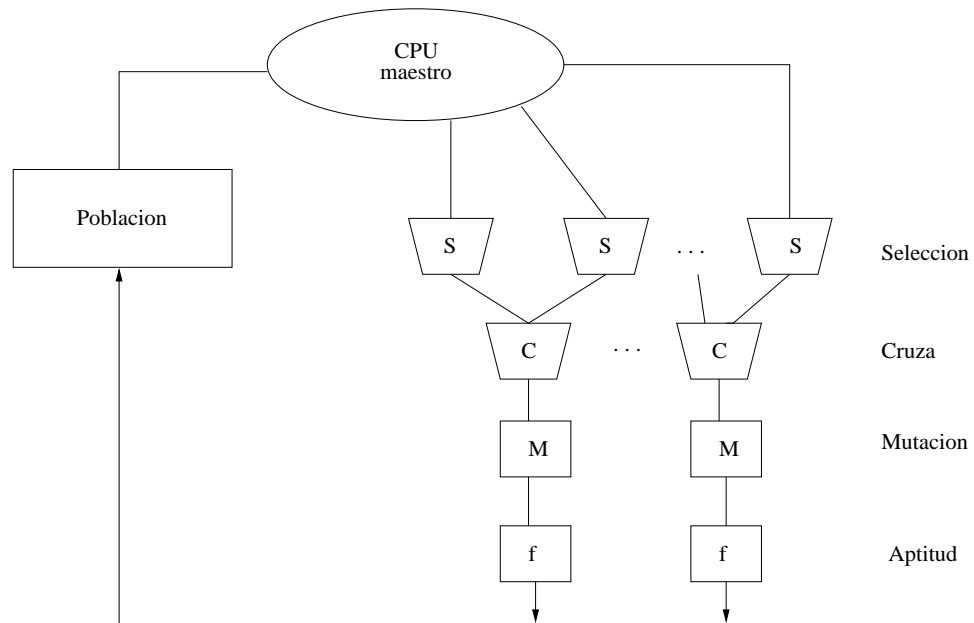 CPU
maestro
Poblacion
S S . . . S Seleccion
C . . . C Cruza
M M Mutacion
f f Aptitud